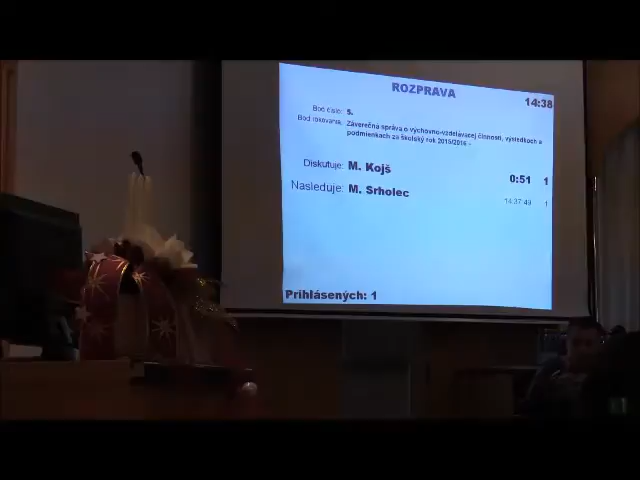 ROZPRAVA
14:38
Bod číslo: 5.
Bod rokovania: Záverečná správa o výchovno-vzdelávacej činnosti, výsledkoch a
podmienkach za školský rok 2015/2016 -
Diskutuje: M. Kojš 0:51 1
Nasleduje: M. Srholec 14:37:49 1
Prihlásených: 1